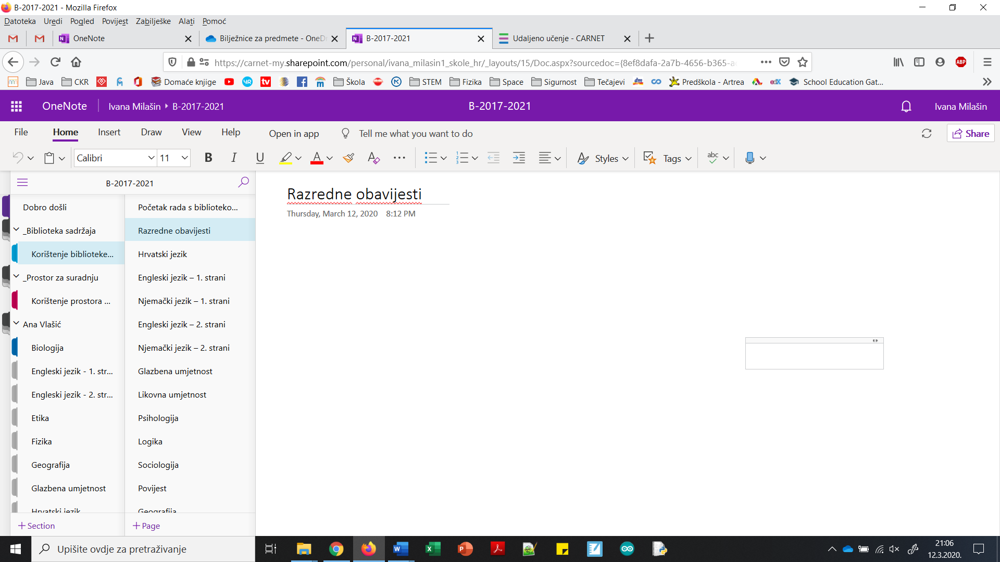 B-2017-2021 - Mozilla Firefox
Datoteka Uredi Pogled Povijest Zabilješke Alati Pomoć
OneNote
Bilježnice za predmete - OneD
B-2017-2021
Udaljeno učenje - CARNET
https://carnet-my.sharepoint.com/personal/ivana_milasin1_skole_hr/_layouts/15/Doc.aspx?sourcedoc={8ef8dafa-2a7b-4656-b365-a
ABP
Java
CKR
Domaće knjige
Škola
STEM
Fizika
Space
Sigurnost
Tečajevi
Predškola - Artrea
School Education Gat...
OneNote
Ivana Milašin
B-2017-2021
B-2017-2021
Ivana Milašin
File Home Insert Draw View Help
Open in app
Tell me what you want to do
Share
Calibri
11
B I U
A
A
Styles
Tags
abc
B-2017-2021
Dobro došli
_Biblioteka sadržaja
Korištenje biblioteke...
_Prostor za suradnju
Korištenje prostora ...
Ana Vlašić
Biologija
Engleski jezik - 1. str...
Engleski jezik - 2. str...
Etika
Fizika
Geografija
Glazbena umjetnost
Hrvatski jezik
+ Section
Početak rada s biblioteko...
Razredne obavijesti
Hrvatski jezik
Engleski jezik – 1. strani
Njemački jezik – 1. strani
Engleski jezik – 2. strani
Njemački jezik – 2. strani
Glazbena umjetnost
Likovna umjetnost
Psihologija
Logika
Sociologija
Povijest
Geografija
+ Page
Razredne obavijesti
Thursday, March 12, 2020 8:12 PM
Upišite ovdje za pretraživanje
21:06
12.3.2020.